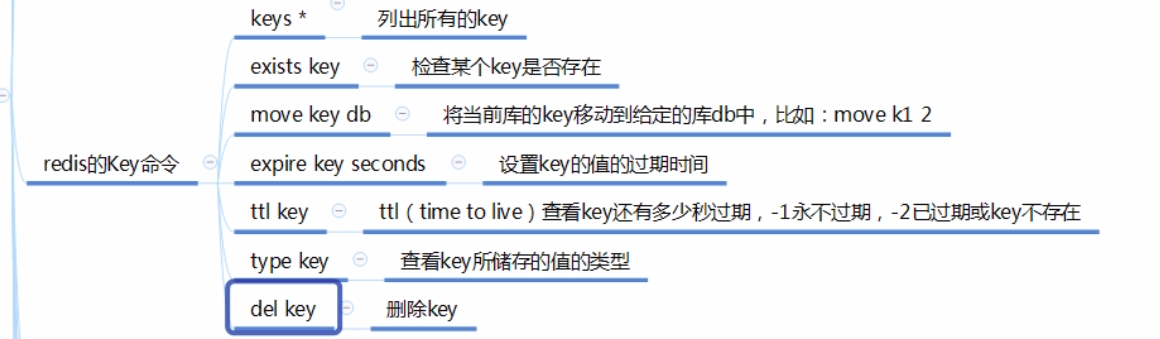 keys * 列出所有的key
exists key 检查某个key是否存在
move key db 将当前库的key移动到给定的库db中，比如：move k1 2
redis的Key命令 expire key seconds 设置key的值的过期时间
ttl key ttl（time to live）查看key还有多少秒过期，-1永不过期，-2已过期或key不存在
type key 查看key所储存的值的类型
del key 删除key